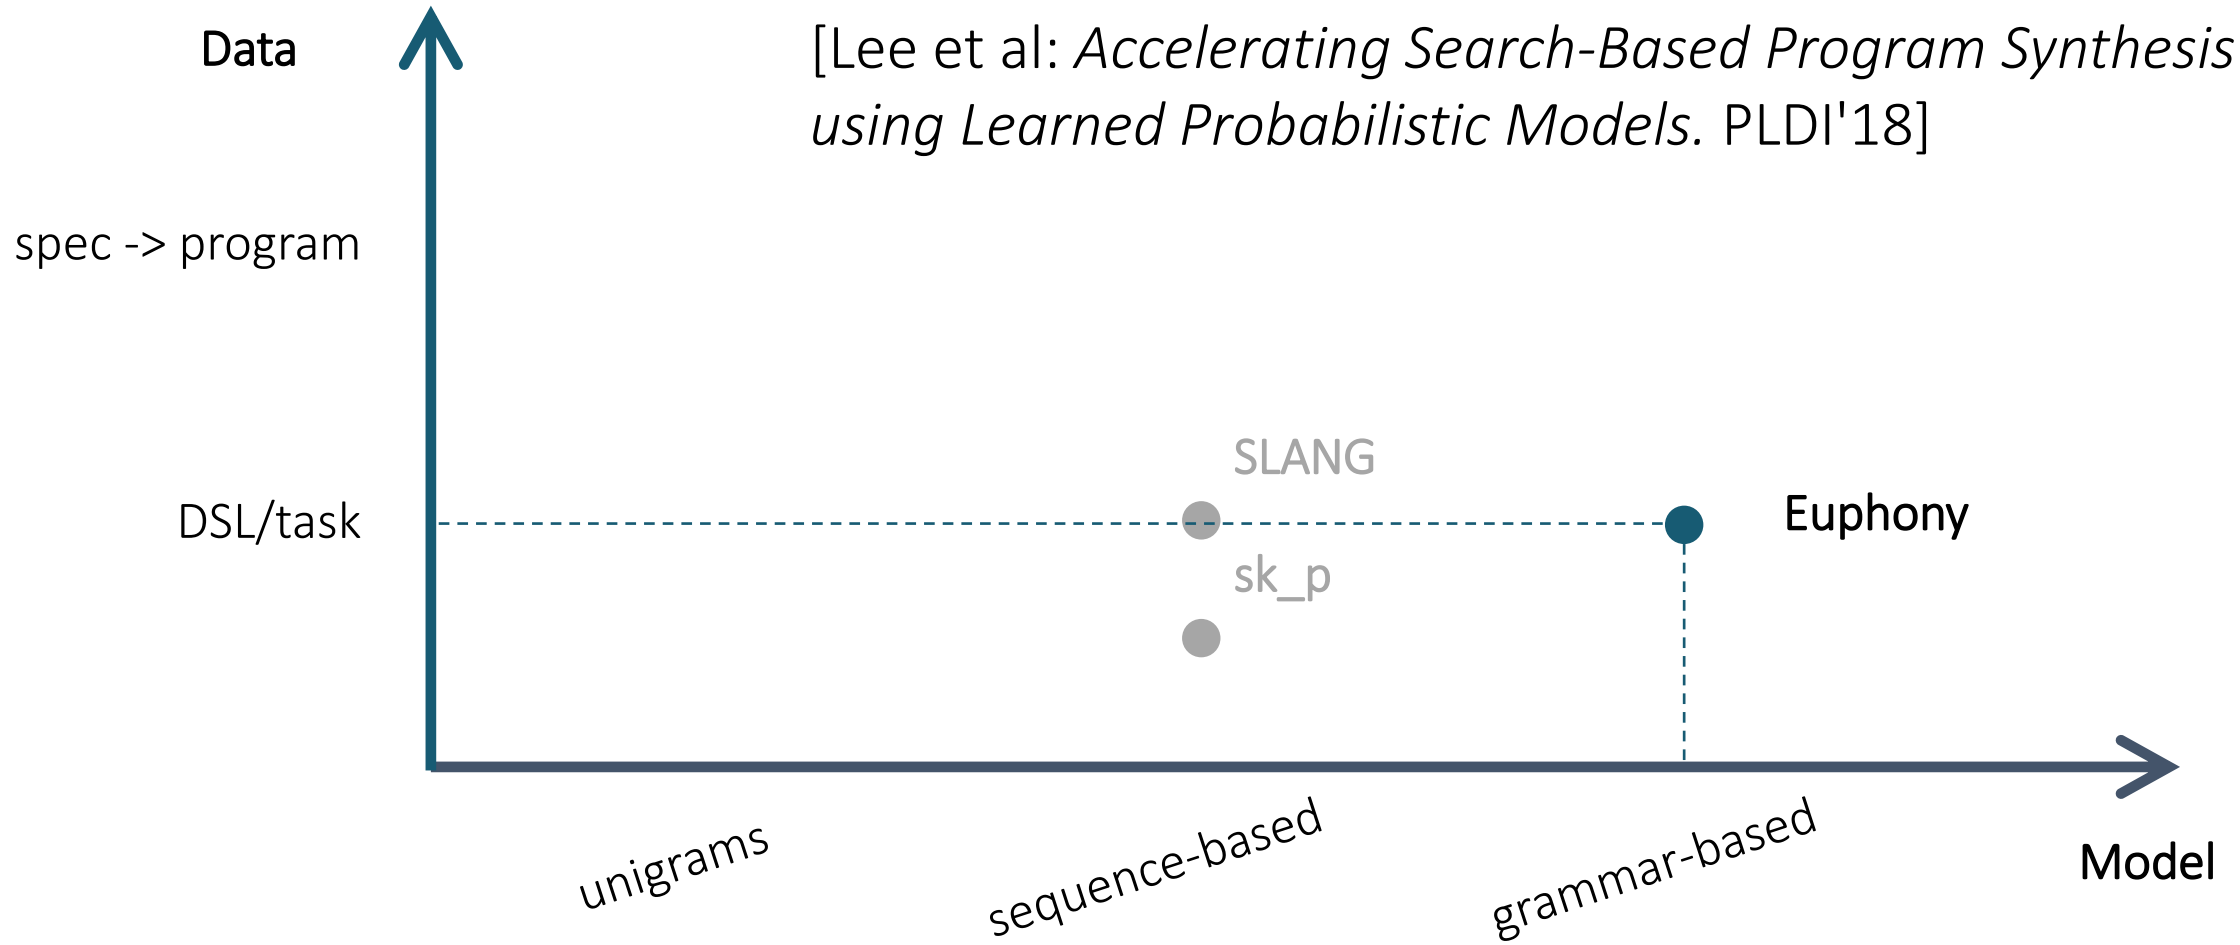 Data
[Lee et al: Accelerating Search-Based Program Synthesis
using Learned Probabilistic Models. PLDI'18]
spec -> program
SLANG
DSL/task
Euphony
sk_p
unigrams
sequence-based
grammar-based
Model